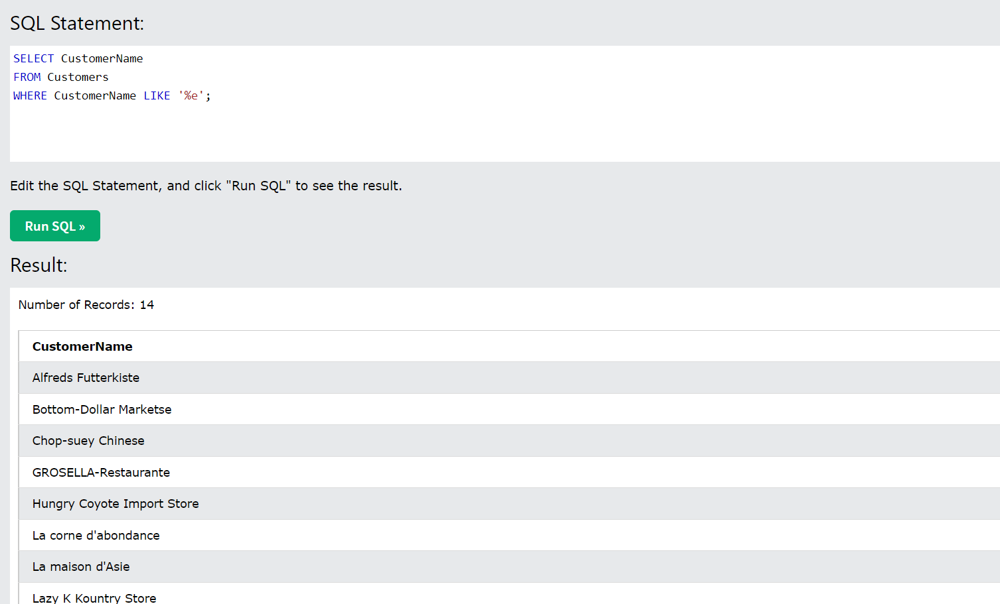 SQL Statement:
SELECT CustomerName
FROM Customers
WHERE CustomerName LIKE '%e';
Edit the SQL Statement, and click "Run SQL" to see the result.
Run SQL »
Result:
Number of Records: 14
CustomerName
Alfreds Futterkiste
Bottom-Dollar Marketse
Chop-suey Chinese
GROSELLA-Restaurante
Hungry Coyote Import Store
La corne d'abondance
La maison d'Asie
Lazy K Kountry Store